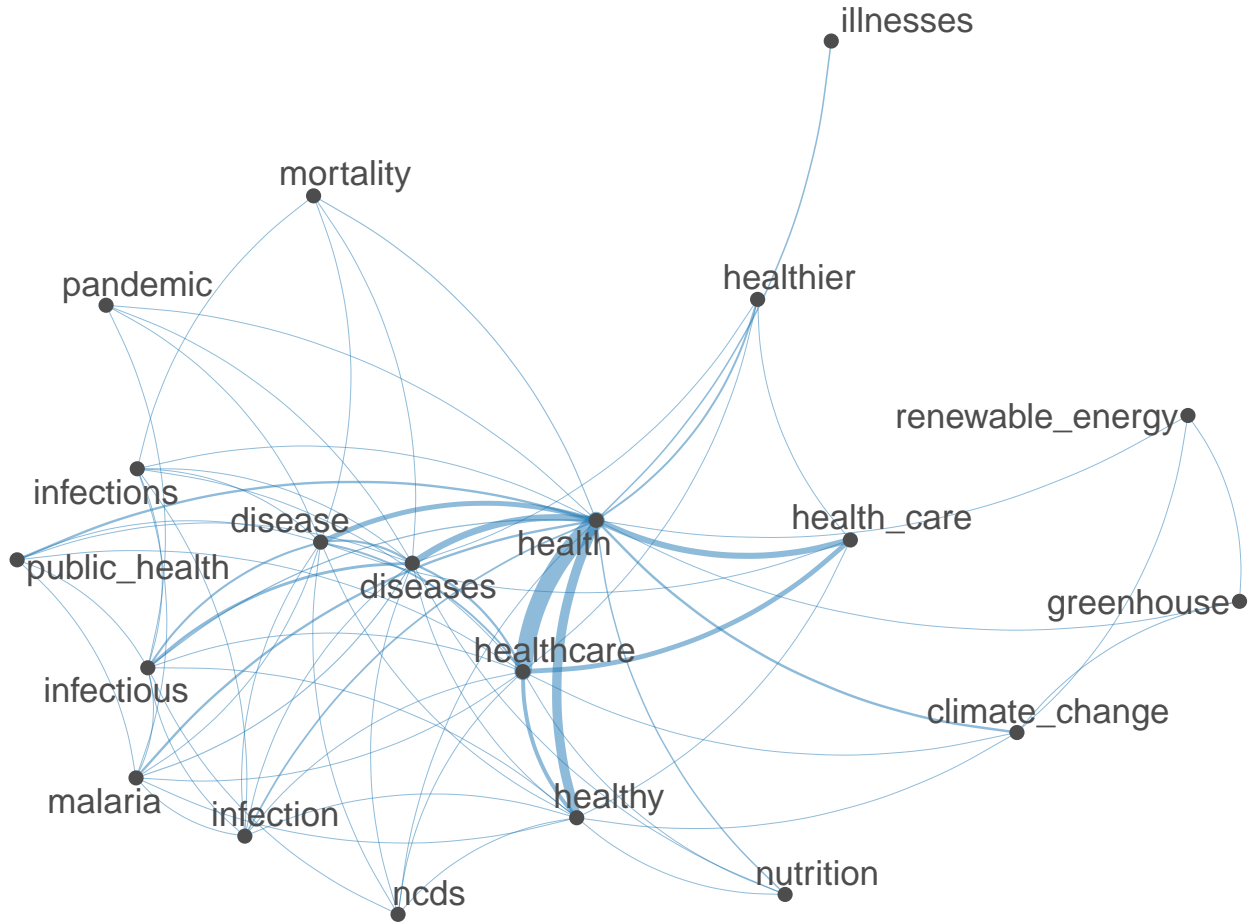 illnesses
mortality
pandemic
healthier
renewable_energy
infections
disease
health
health_care
public_health
diseases
greenhouse
healthcare
infectious
climate_change
malaria
infection
healthy
nutrition
ncds